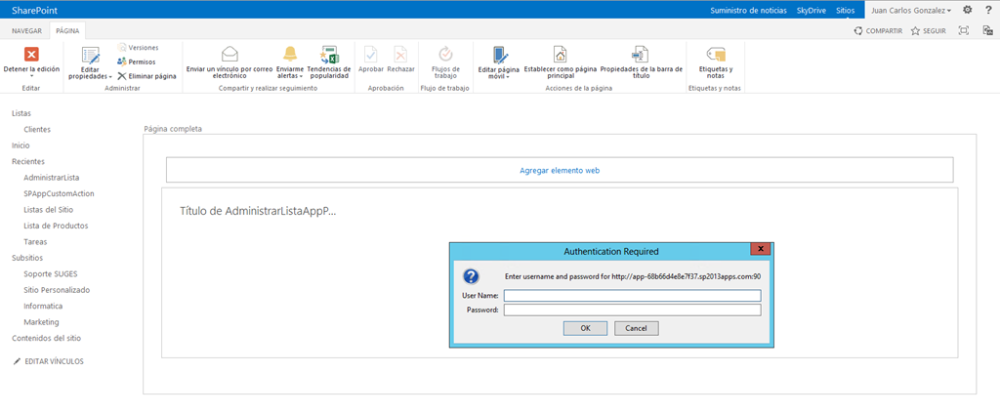 SharePoint
Suministro de noticias SkyDrive Sitios Juan Carlos Gonzalez ?
NAVEGAR PÁGINA COMPARTIR SEGUIR
Detener la edición
Editar propiedades
Versiones
Permisos
Eliminar página
Enviar un vínculo por correo electrónico
Enviarme alertas
Tendencias de popularidad
Aprobar Rechazar
Flujos de trabajo
Editar página móvil
Establecer como página principal
Propiedades de la barra de título
Etiquetas y notas
Editar Administrar Compartir y realizar seguimiento Aprobación Flujo de trabajo Acciones de la página Etiquetas y notas
Listas
Clientes
Inicio
Recientes
AdministrarLista
SPAppCustomAction
Listas del Sitio
Lista de Productos
Tareas
Subsitios
Soporte SUGES
Sitio Personalizado
Informatica
Marketing
Contenidos del sitio
EDITAR VÍNCULOS
Página completa
Agregar elemento web
Título de AdministrarListaAppP...
Authentication Required
x
Enter username and password for http://app-68b66d4e8e7f37.sp2013apps.com:90
User Name:
Password:
OK Cancel